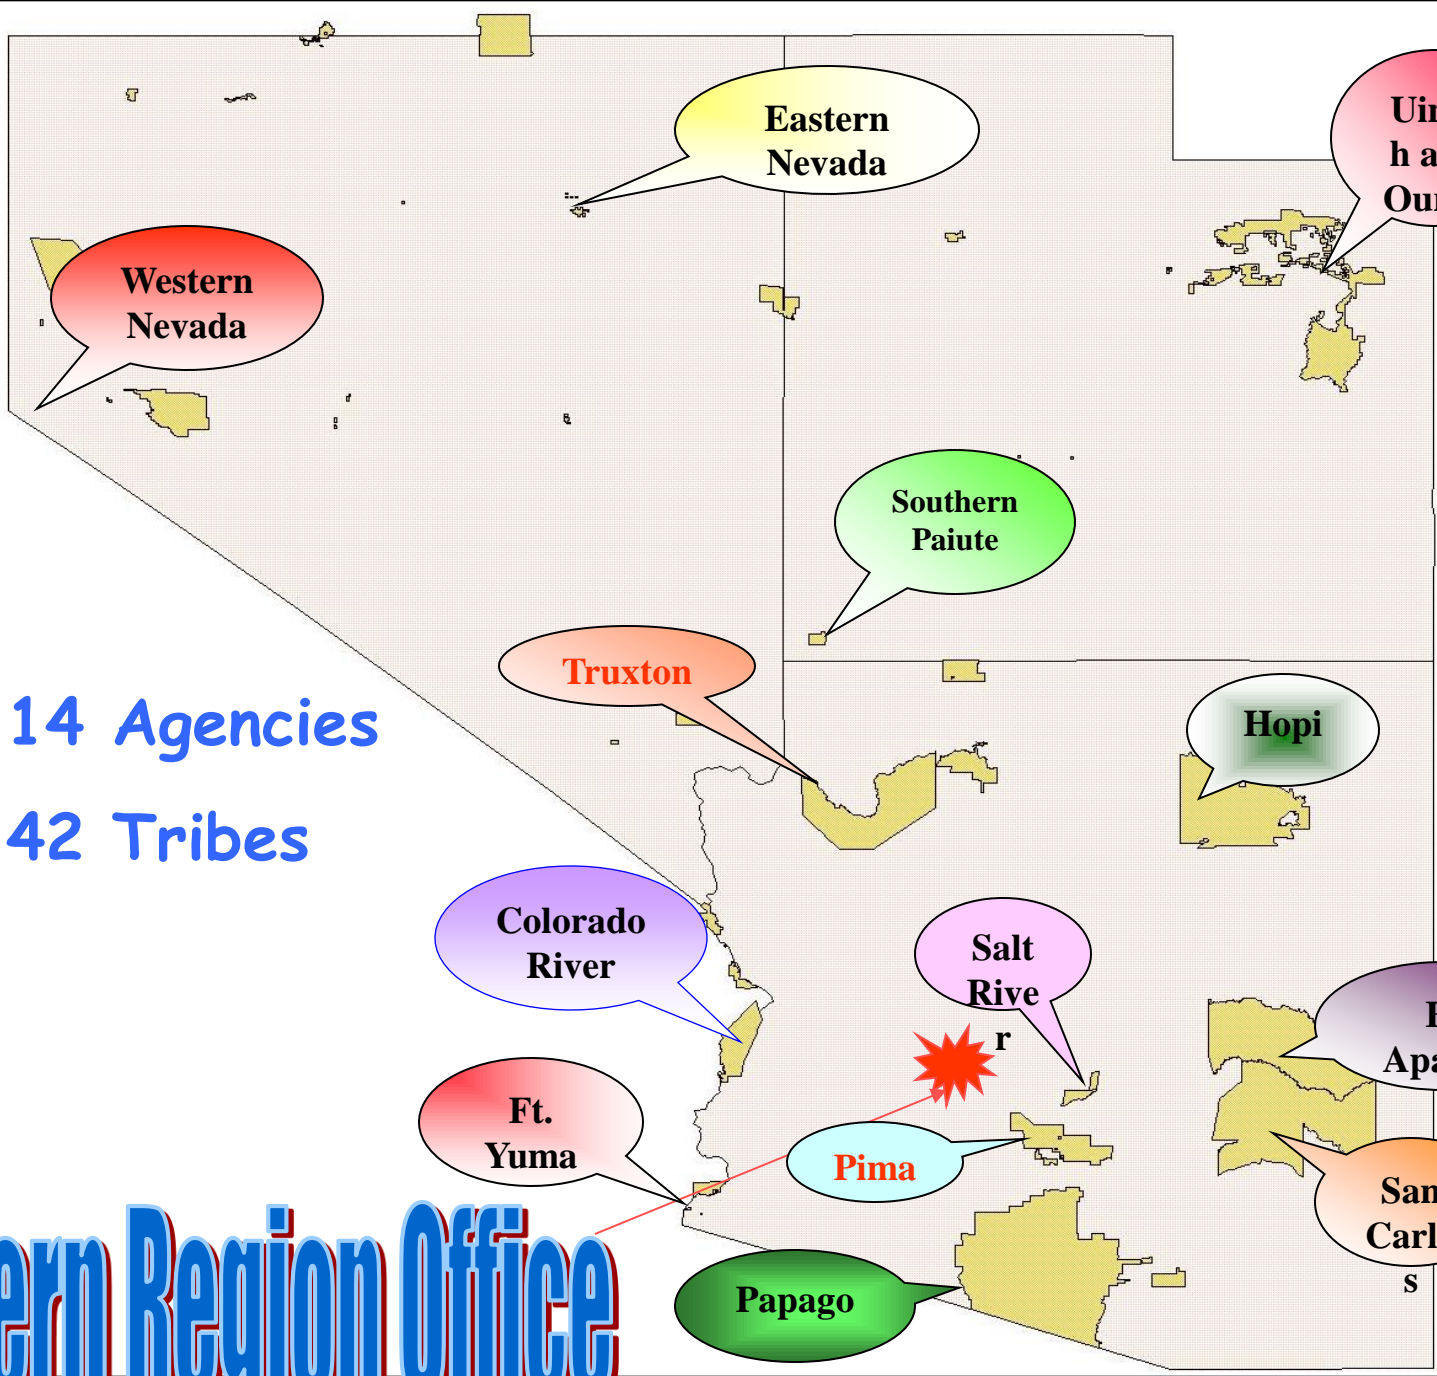 Eastern
Nevada
Western
Nevada
Southern
Paiute
Truxton
Hopi
14 Agencies
42 Tribes
Colorado
River
Salt
Rive
r
Ft.
Yuma
Pima
Carl
s
Papago
Region Office